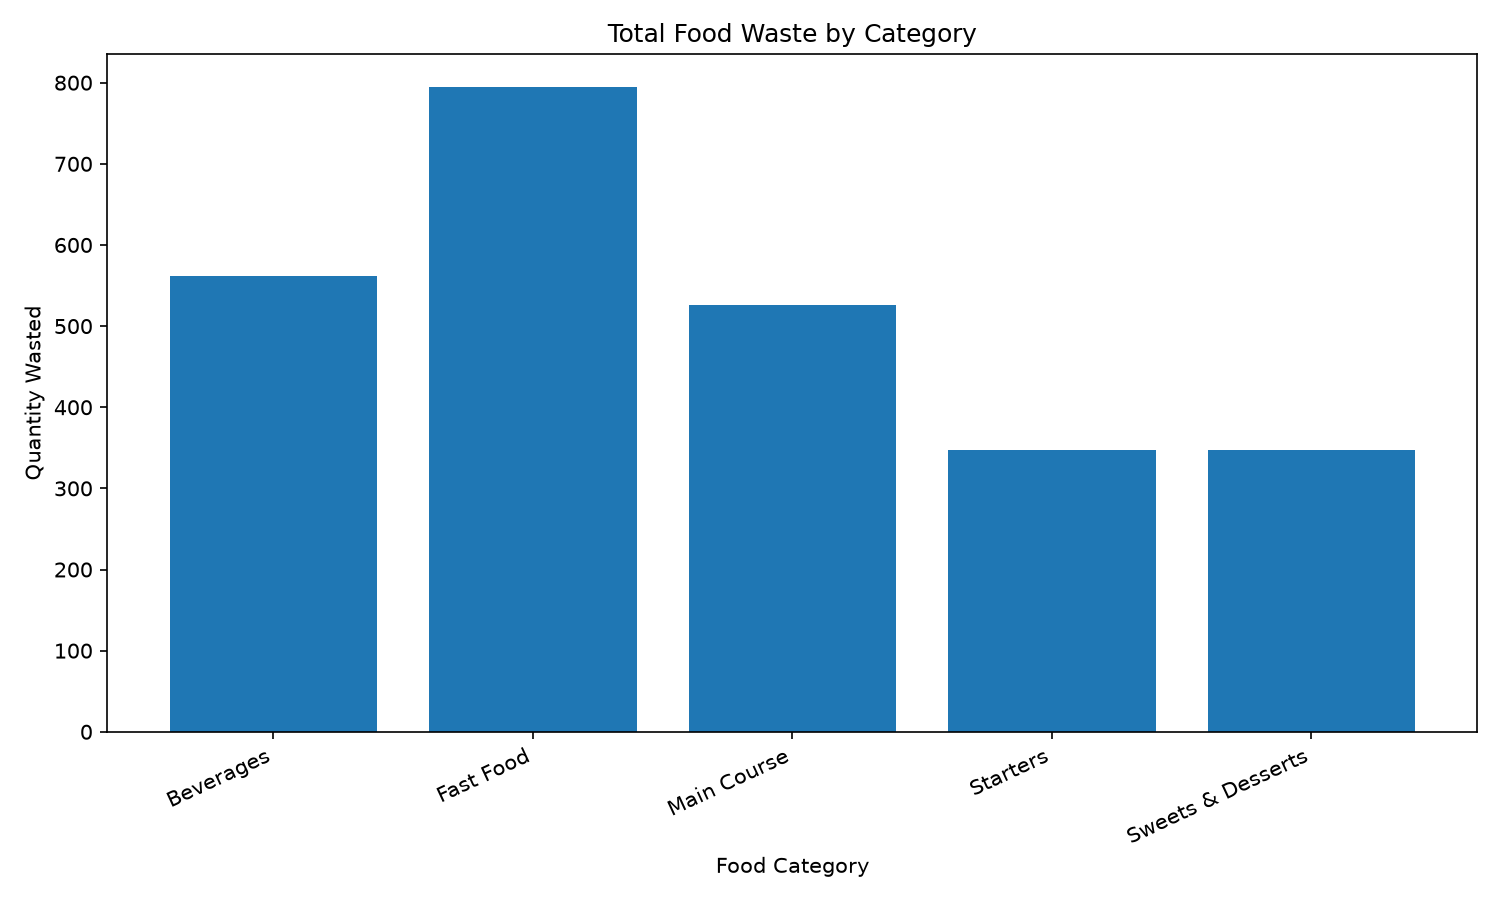 Total Food Waste by Category
800
700
600
500
400
300
200
100
0
Quantity Wasted
Beverages
Fast Food
Main Course
Starters
Sweets & Desserts
Food Category